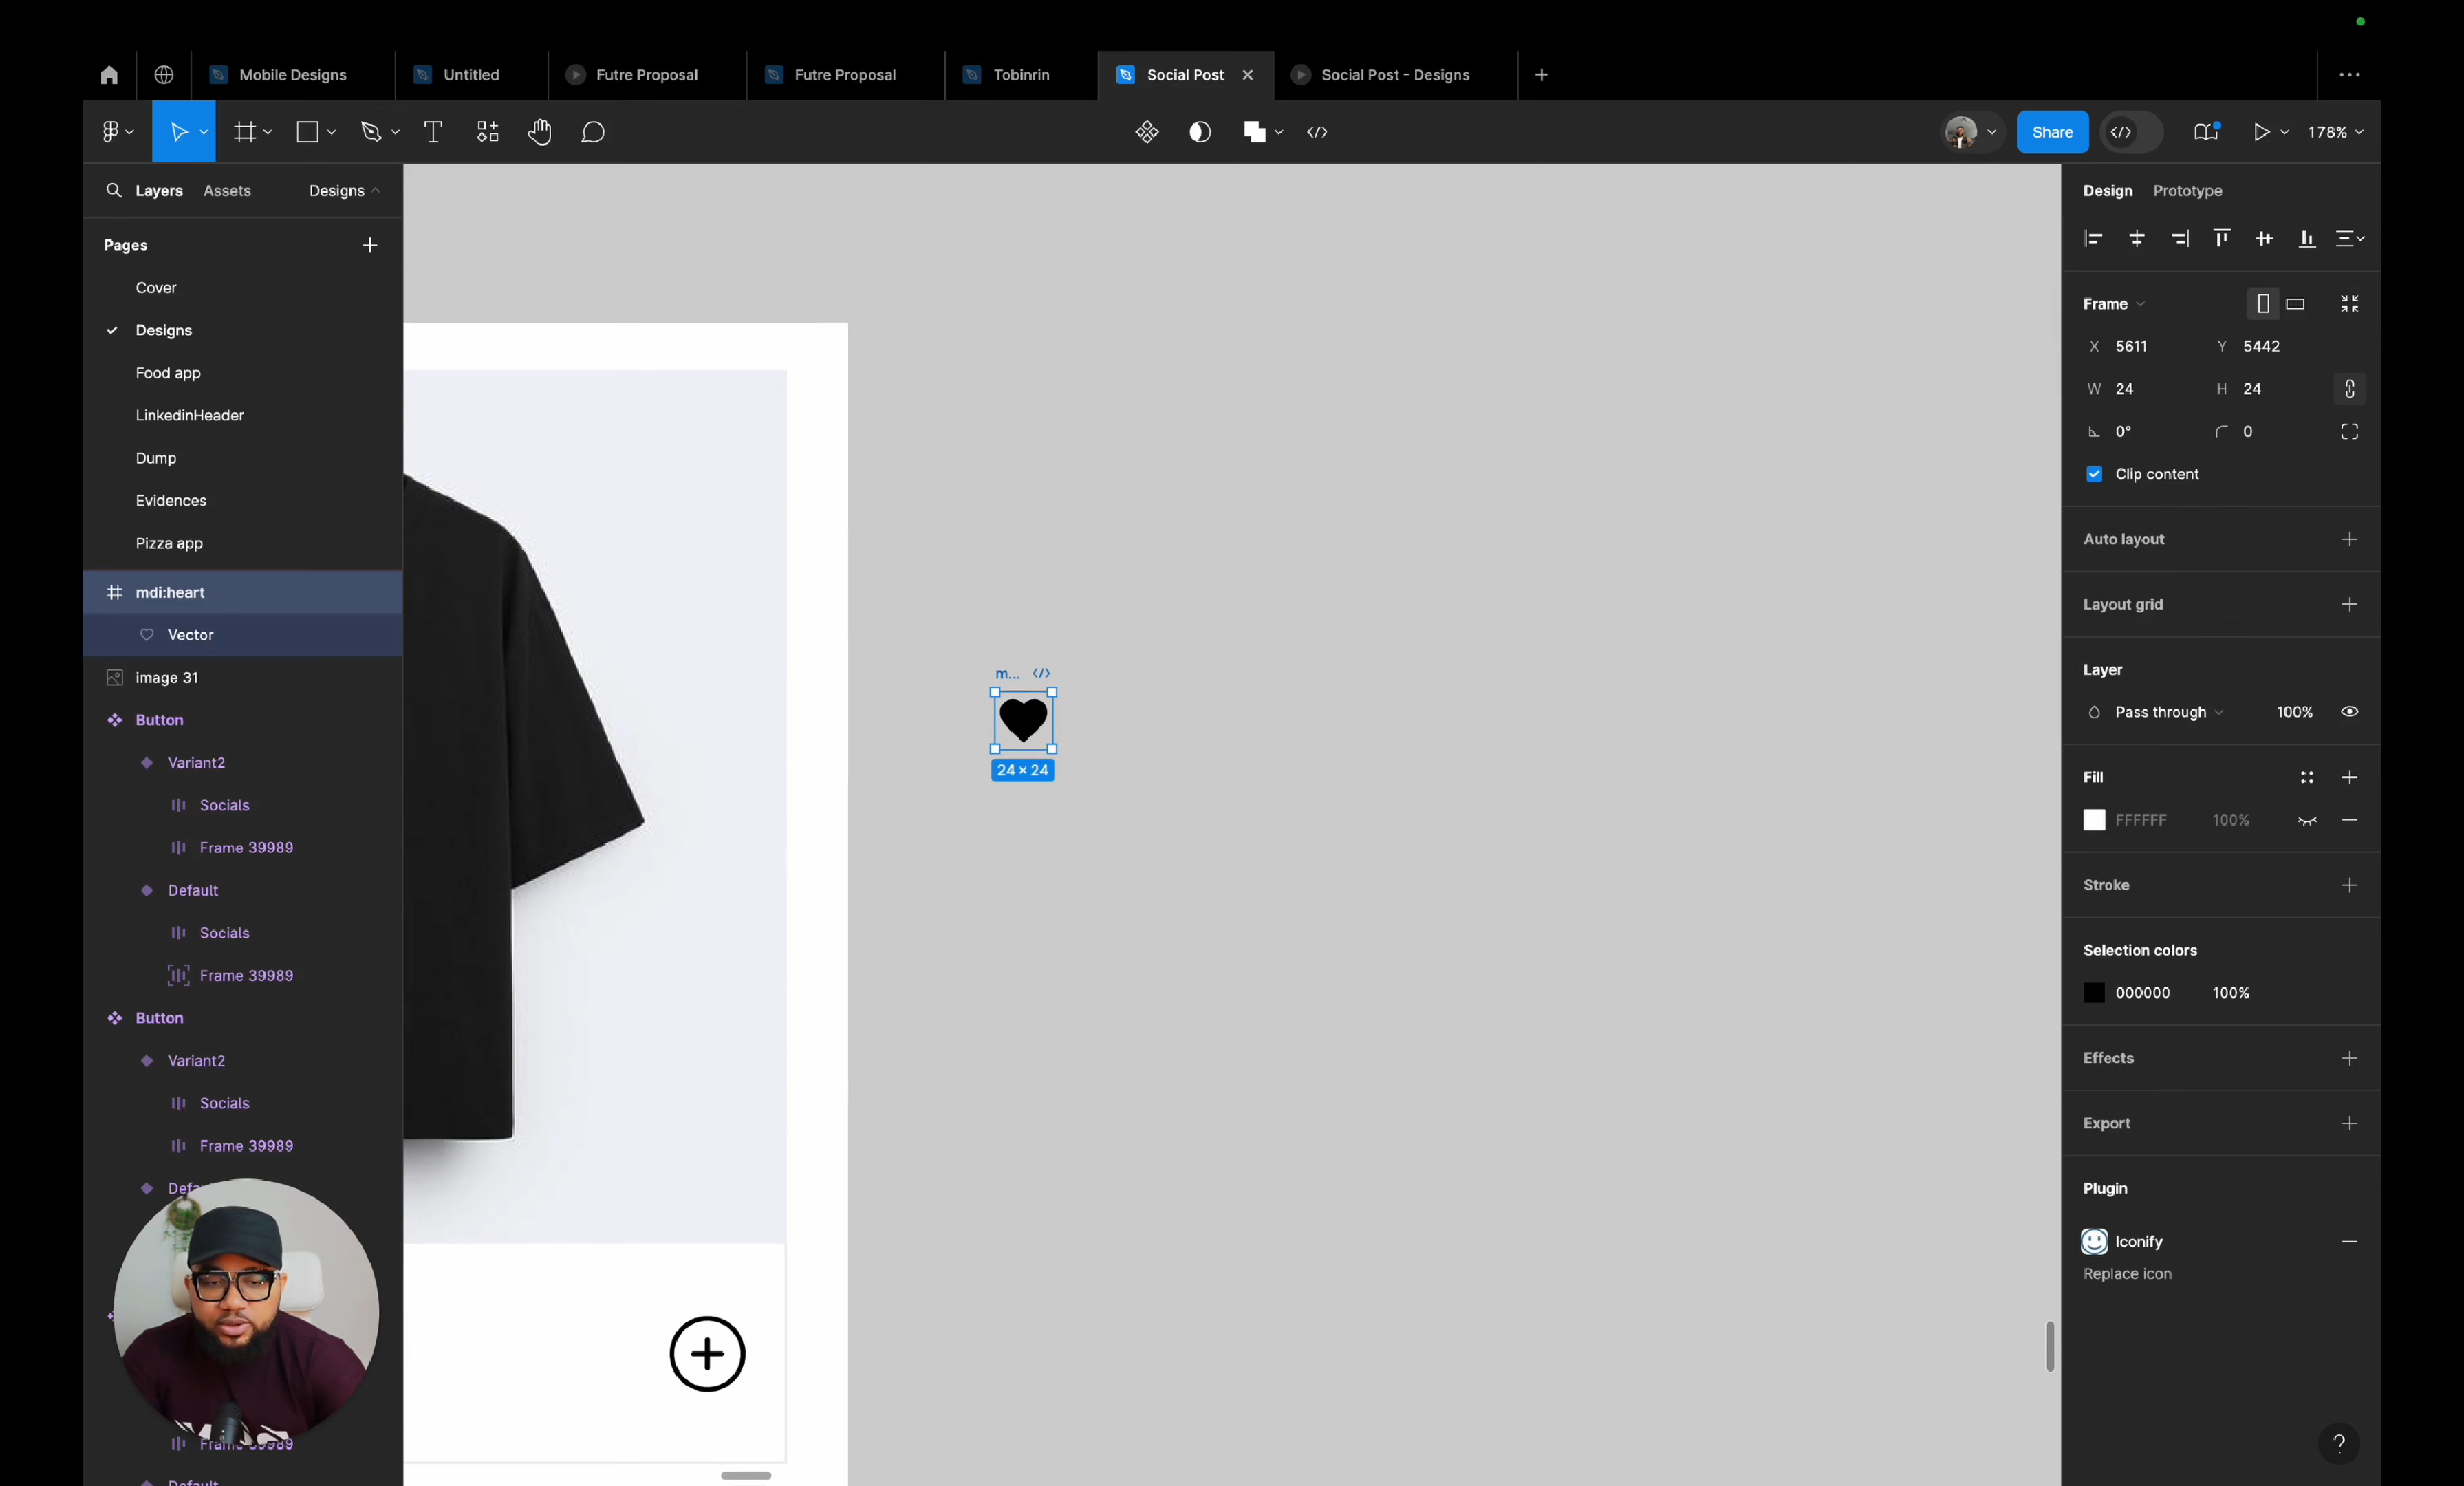 Mobile Designs
Untitled
Futre Proposal
Futre Proposal
Tobinrin
Social Post
Social Post - Designs
Share
178%
Layers
Assets
Designs
Pages
Cover
Designs
Food app
LinkedinHeader
Dump
Evidences
Pizza app
mdi:heart
Vector
image 31
Button
Variant2
Socials
Frame 39989
Default
Socials
Frame 39989
Button
Variant2
Socials
Frame 39989
Frame 39989
Default
m...
24 × 24
Design
Prototype
Frame
X 5611
Y 5442
W 24
H 24
0°
0
Clip content
Auto layout
Layout grid
Layer
Pass through
100%
Fill
FFFFFF
100%
Stroke
Selection colors
000000
100%
Effects
Export
Plugin
Iconify
Replace icon
?